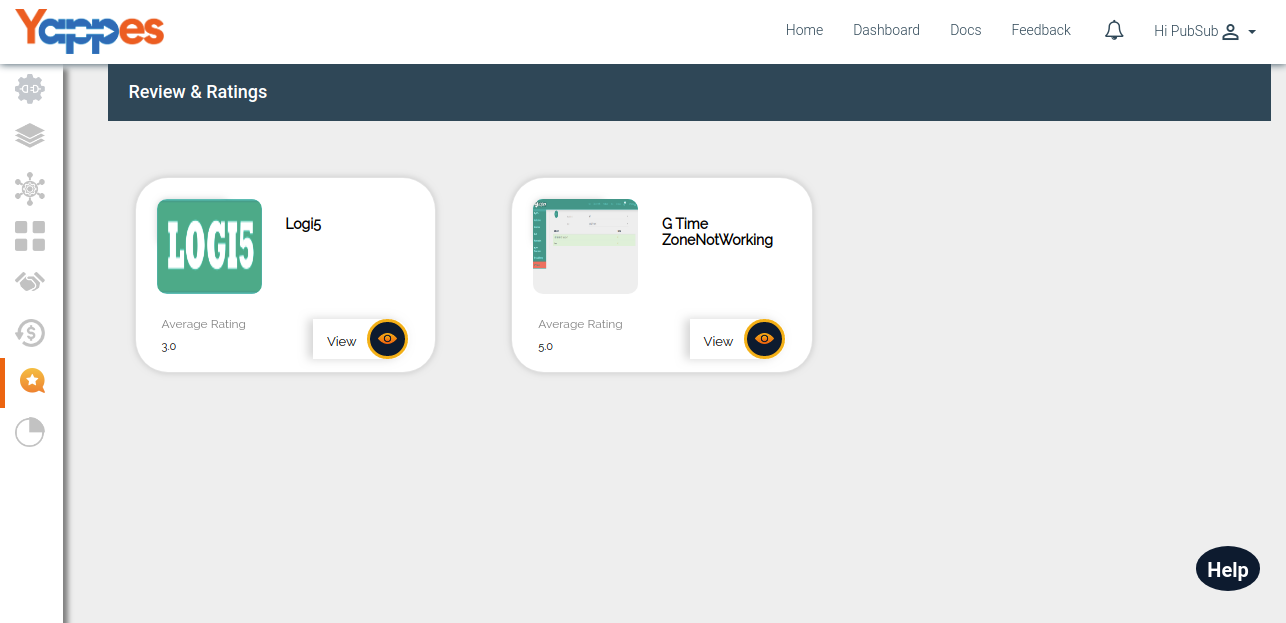 Yappes
Home Dashboard Docs Feedback Hi PubSub
Review & Ratings
LOGI5
Logi5
Average Rating
3.0
View
G Time
ZoneNotWorking
Average Rating
5.0
View
Help